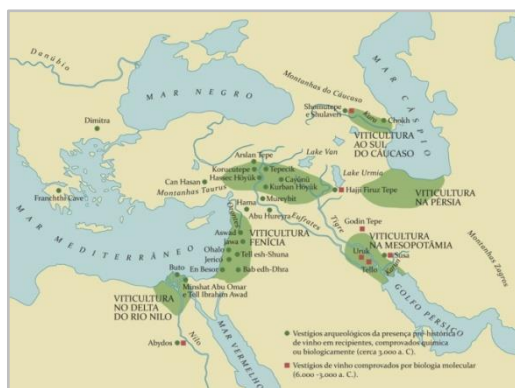 Danúbio
MAR NEGRO
Montanhas do Cáucaso
MAR CÁSPIO
Shomutepe
e Shulaveri
Kura
Chokh
VITICULTURA
AO SUL DO
CÁUCASO
Dimitra
Lake Van
Lake Urmia
Arslan Tepe
Korucutepe
Tepecik
Hassec Höyük
Can Hasan
Çayönü
Kurban Höyük
Montanhas Taurus
Mureybit
Hajji Firuz Tepe
VITICULTURA
NA PÉRSIA
Franchthi Cave
Hama
Abu Hureyra
Eufrates
Tigre
Godin Tepe
MAR MEDITERRÂNEO
Aswad
Jawa
VITICULTURA
FENÍCIA
Ohalo
Jericó
Tell esh-Shuna
En Besor
Bab-edh-Dhra
VITICULTURA
NA MESOPOTÂMIA
Uruk
Susa
Tello
Montanhas Zagros
Buto
Minshat Abu Omar
e Tell Ibrahim Awad
VITICULTURA
NO DELTA
DO RIO NILO
GOLFO PÉRSICO
Abydos
Nilo
MAR VERMELHO
Vestígios arqueológicos da presença pré-histórica
de vinho em recipientes, comprovados química
ou biologicamente (cerca 3.000 a. C.).
Vestígios de vinho comprovados por biologia molecular
(6.000 -3.000 a. C.).